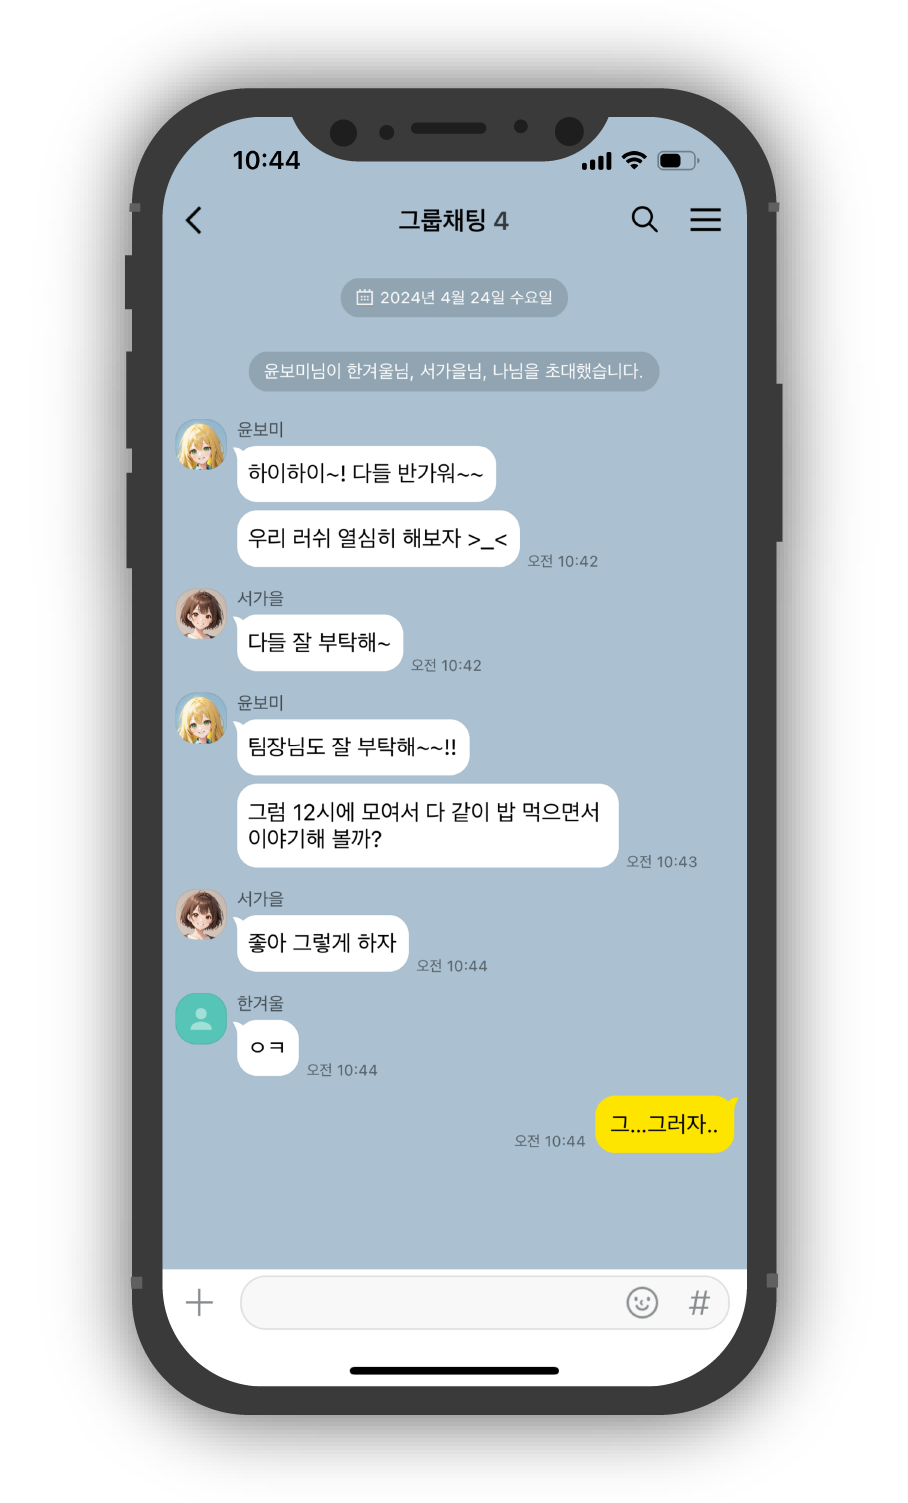 10:44
그룹채팅 4
2024년 4월 24일 수요일
윤보미님이 한겨울님, 서가을님, 나님을 초대했습니다.
윤보미
하이하이~! 다들 반가워~~
우리 러쉬 열심히 해보자 >_<
오전 10:42
서가을
다들 잘 부탁해~
오전 10:42
윤보미
팀장님도 잘 부탁해~~!!
그럼 12시에 모여서 다 같이 밥 먹으면서
이야기해 볼까?
오전 10:43
서가을
좋아 그렇게 하자
오전 10:44
한겨울
ㅇㅋ
오전 10:44
그...그러자..
오전 10:44
#